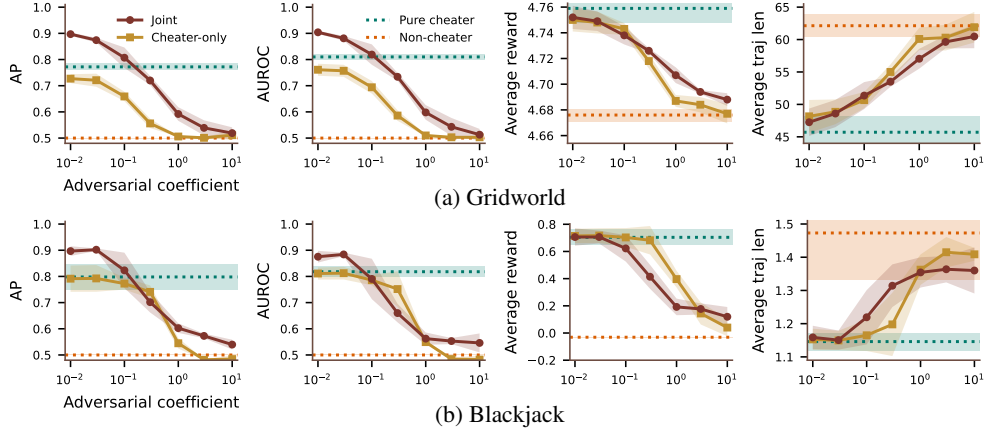 Joint
Cheater-only
Pure cheater
Non-cheater
AP
1.0
0.9
0.8
0.7
0.6
0.5
10⁻² 10⁻¹ 10⁰ 10¹
Adversarial coefficient
AUROC
1.0
0.9
0.8
0.7
0.6
0.5
10⁻² 10⁻¹ 10⁰ 10¹
Average reward
4.76
4.74
4.72
4.70
4.68
4.66
10⁻² 10⁻¹ 10⁰ 10¹
Average traj len
65
60
55
50
45
10⁻² 10⁻¹ 10⁰ 10¹
(a) Gridworld
AP
1.0
0.9
0.8
0.7
0.6
0.5
10⁻² 10⁻¹ 10⁰ 10¹
Adversarial coefficient
AUROC
1.0
0.9
0.8
0.7
0.6
0.5
10⁻² 10⁻¹ 10⁰ 10¹
Average reward
0.8
0.6
0.4
0.2
0.0
−0.2
10⁻² 10⁻¹ 10⁰ 10¹
Average traj len
1.5
1.4
1.3
1.2
1.1
10⁻² 10⁻¹ 10⁰ 10¹
(b) Blackjack